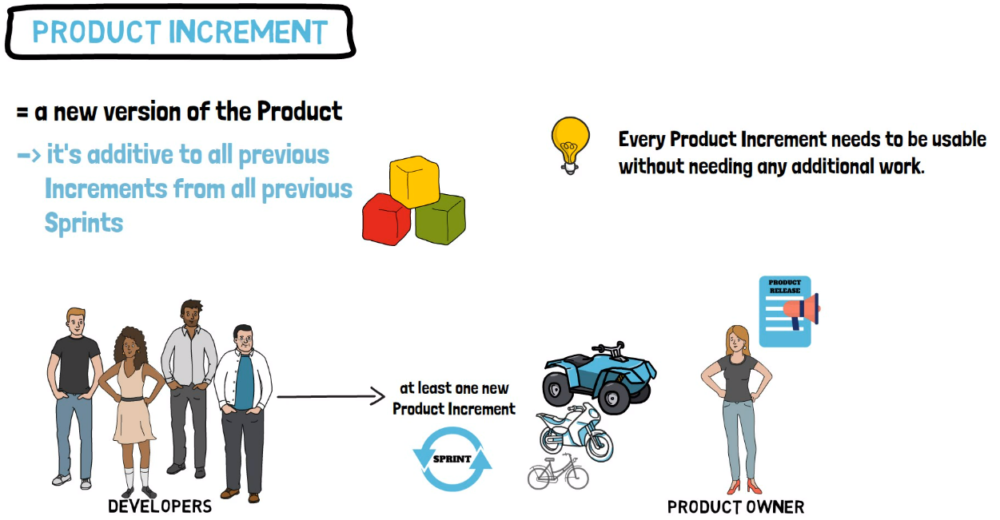 PRODUCT INCREMENT
= a new version of the Product
-> it's additive to all previous
Increments from all previous
Sprints
Every Product Increment needs to be usable
without needing any additional work.
PRODUCT
RELEASE
at least one new
Product Increment
SPRINT
DEVELOPERS
PRODUCT OWNER